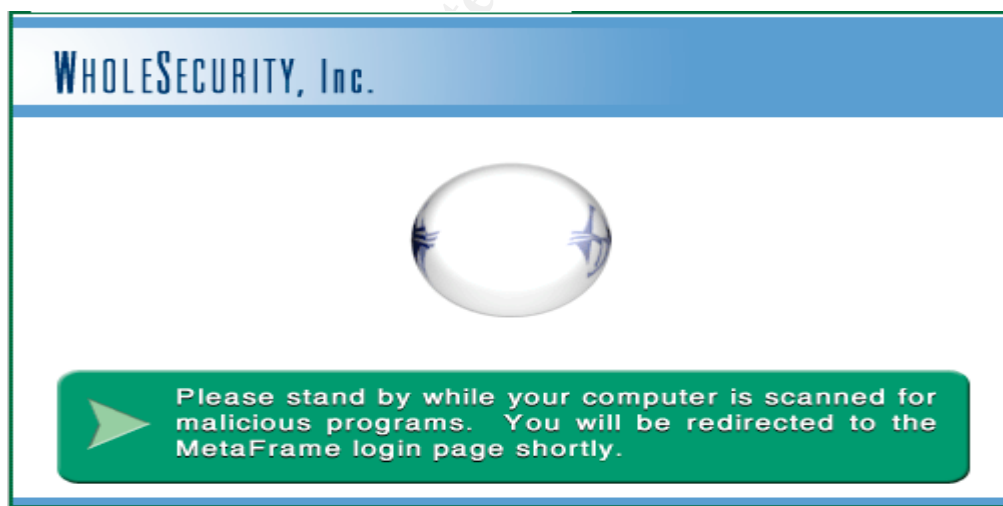 WHOLESECURITY, Inc.
Please stand by while your computer is scanned for
malicious programs. You will be redirected to the
MetaFrame login page shortly.